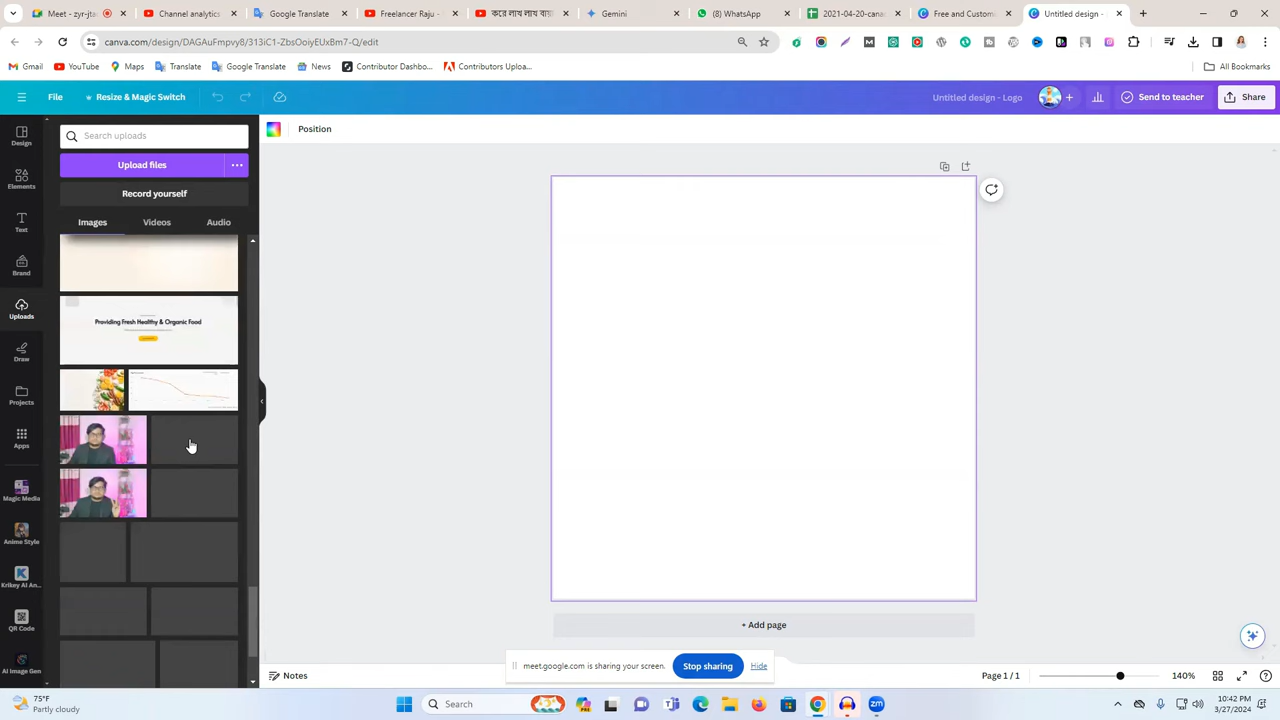 Meet - zyr-jta
Channel analytics
Google Translate
Freelancer Raju
Gemini
WhatsApp
2021-04-20-cana
Free and Custom
Untitled design -
canva.com/design/DAGAuFmpvy8/313iC1-ZbsOoiyEUxBm7-Q/edit
Gmail
YouTube
Maps
Translate
Google Translate
News
Contributor Dashbo...
Contributors Uploa...
All Bookmarks
File
Resize & Magic Switch
Untitled design - Logo
Send to teacher
Share
Design
Elements
Text
Brand
Uploads
Draw
Projects
Apps
Magic Media
Anime Style
Krikey AI An...
QR Code
AI Image Gen
Search uploads
Upload files
Record yourself
Images
Videos
Audio
Providing Fresh Healthy & Organic Food
Position
+ Add page
meet.google.com is sharing your screen.
Stop sharing
Hide
Notes
Page 1 / 1
140%
75°F
Partly cloudy
Search
10:42 PM
3/27/2024